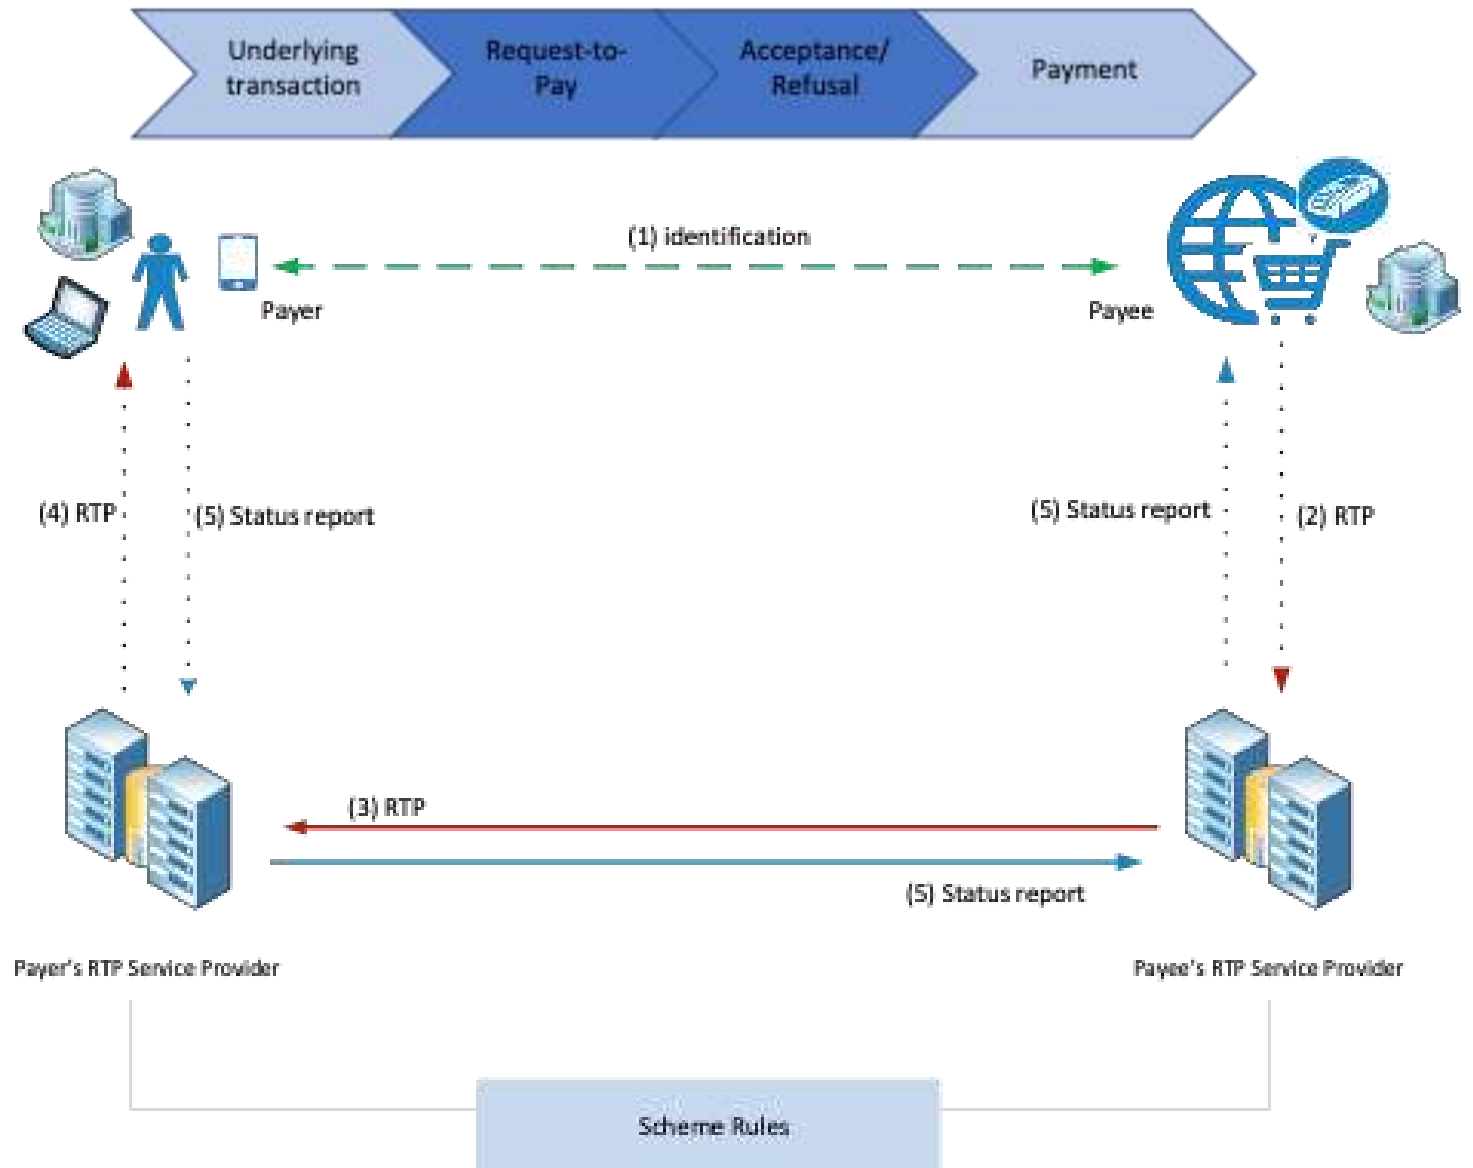 Underlying
transaction
Request-to-
Pay
Acceptance/
Refusal
Payment
(1) identification
Payer
Payee
(4) RTP
(5) Status report
(5) Status report
(2) RTP
(3) RTP
(5) Status report
Payer's RTP Service Provider
Payee's RTP Service Provider
Scheme Rules